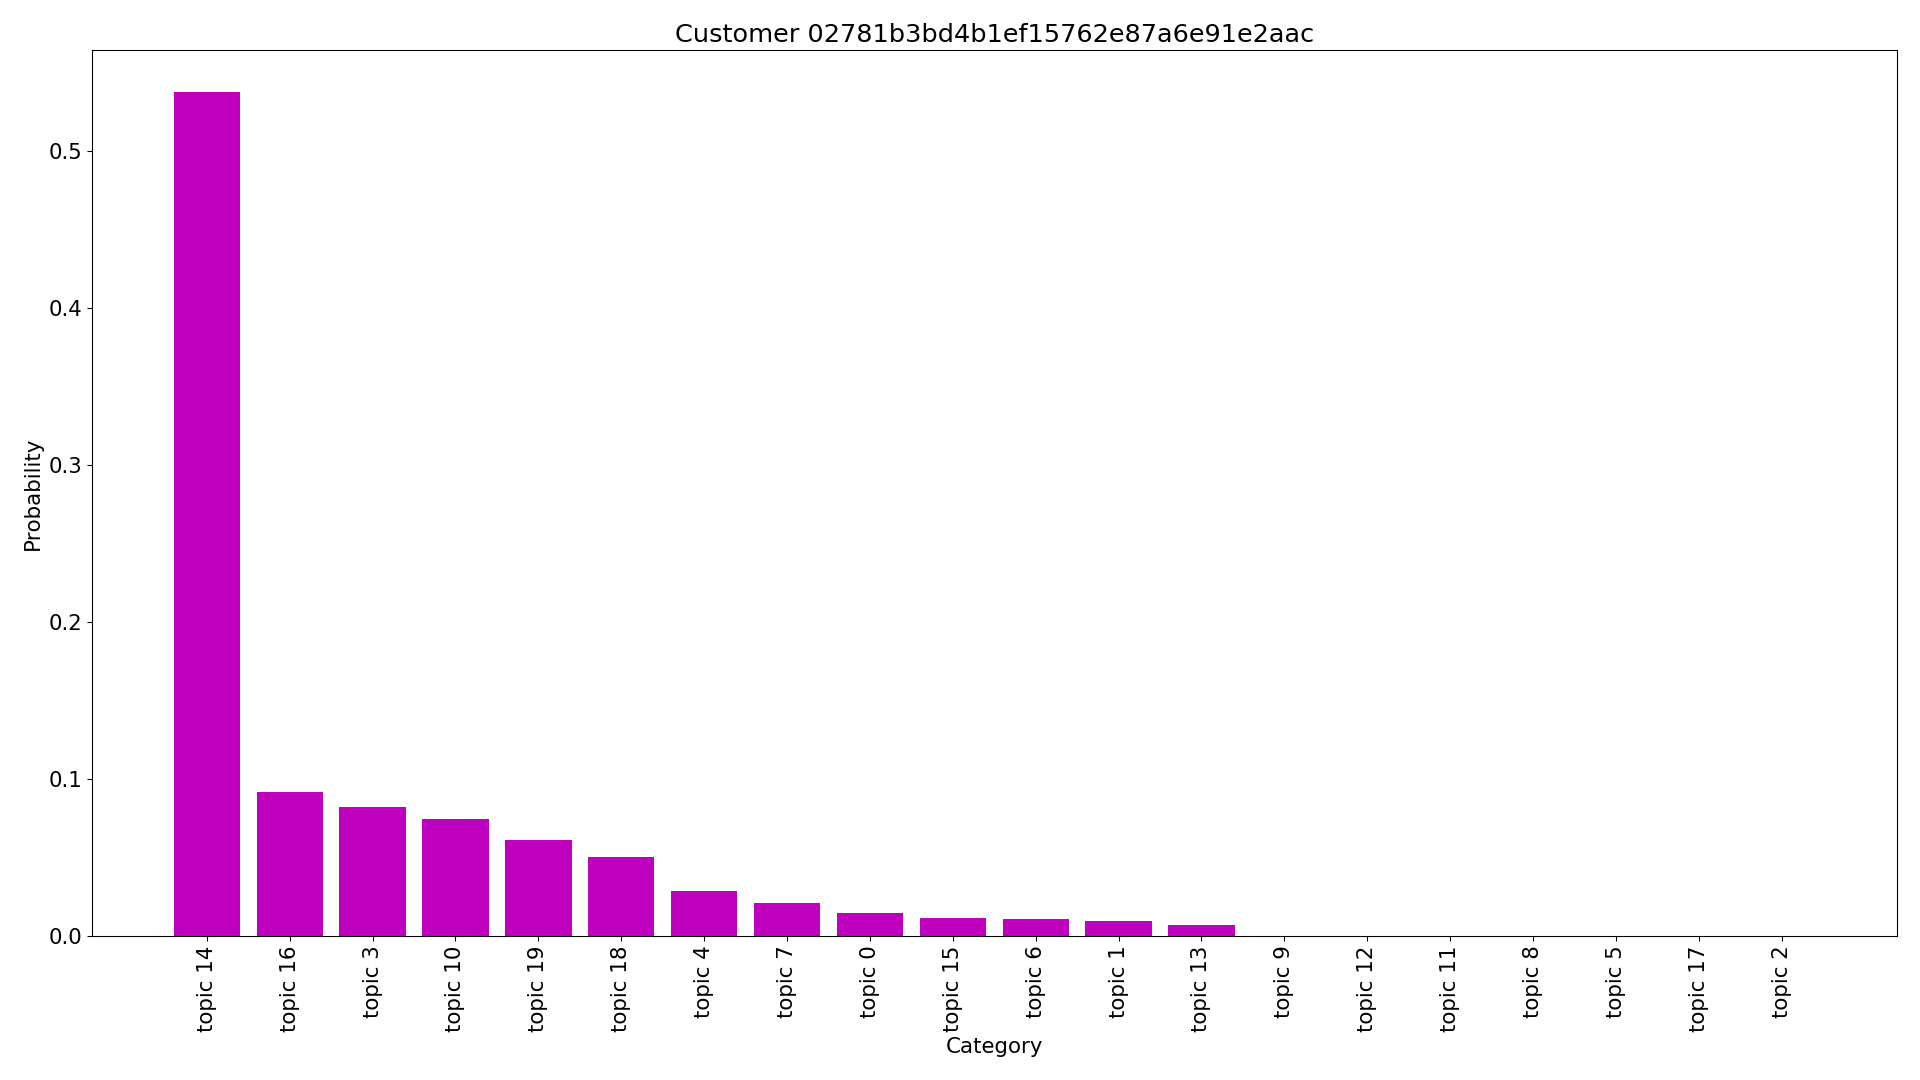 Customer 02781b3bd4b1ef15762e87a6e91e2aac
Probability
0.5
0.4
0.3
0.2
0.1
0.0
topic 14
topic 16
topic 3
topic 10
topic 19
topic 18
topic 4
topic 7
topic 0
topic 15
topic 6
topic 1
topic 13
topic 9
topic 12
topic 11
topic 8
topic 5
topic 17
topic 2
Category